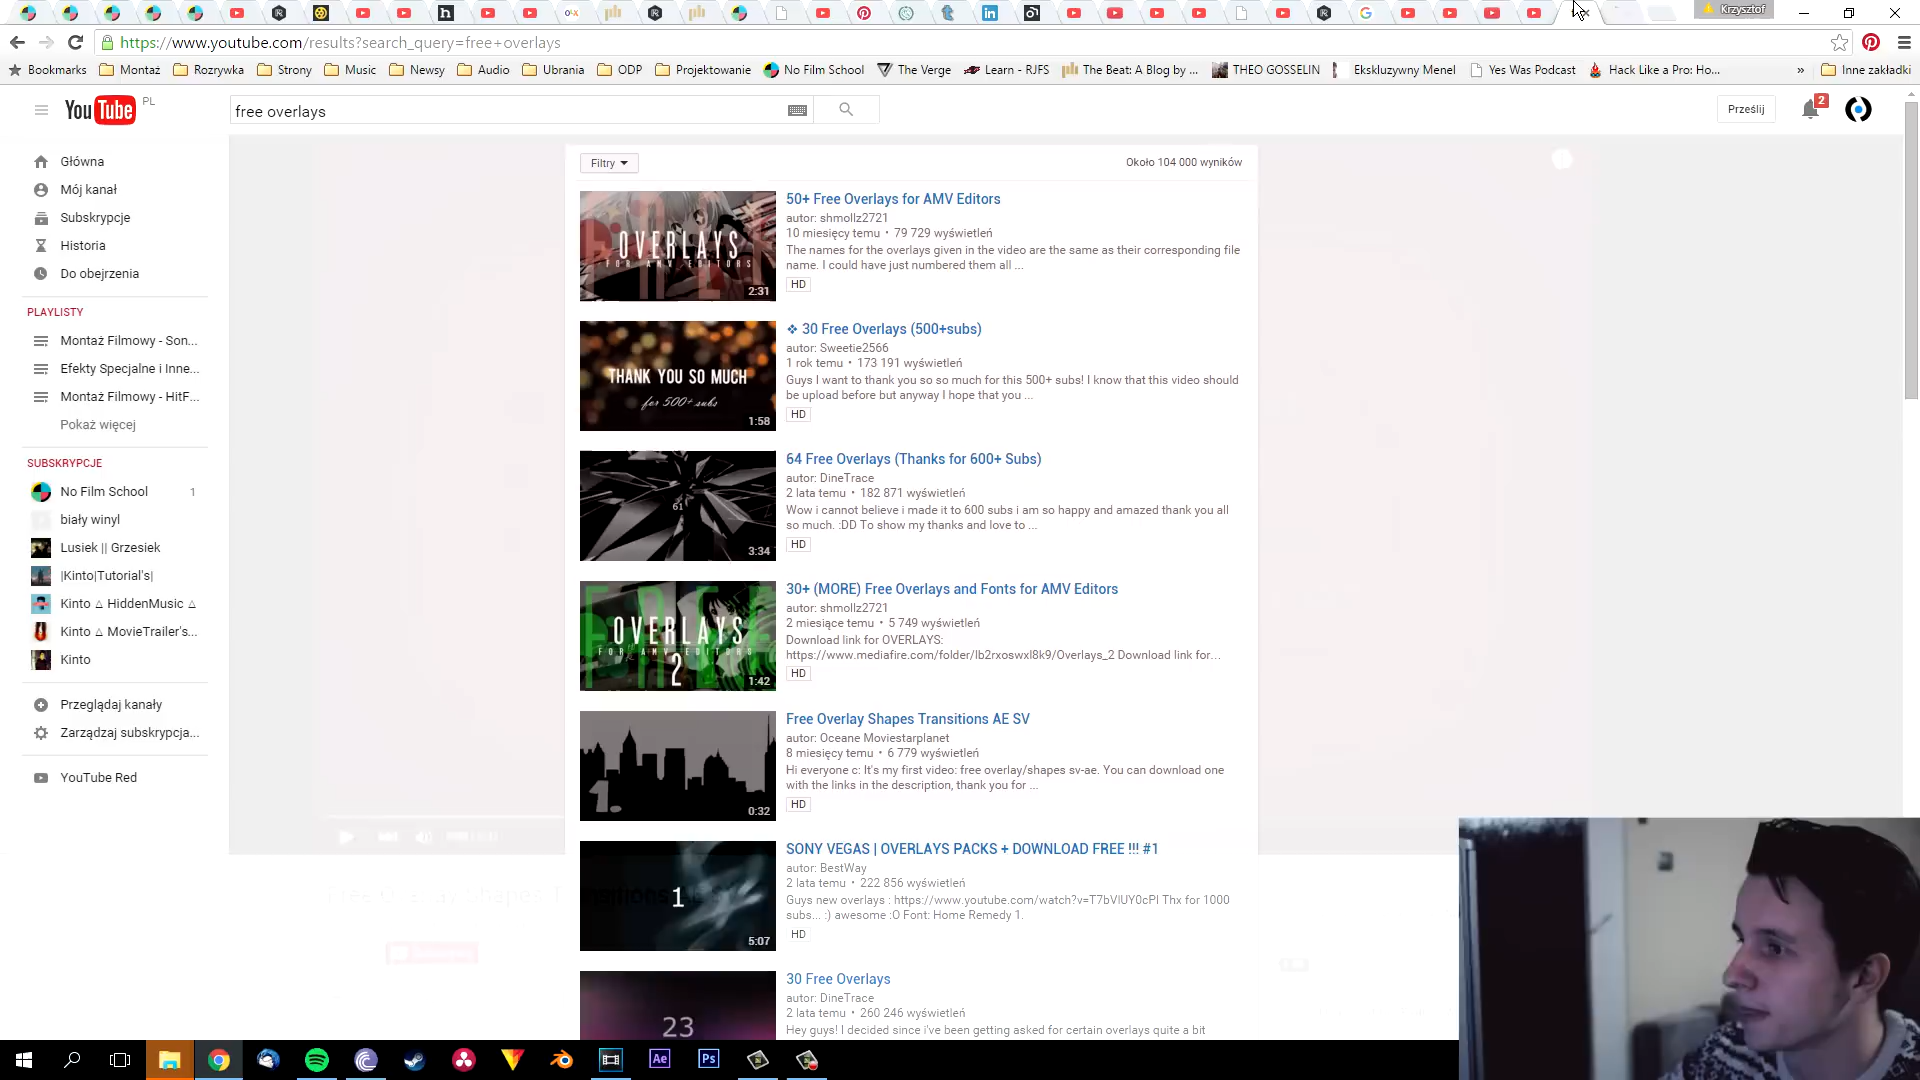 Krzysztof
https://www.youtube.com/results?search_query=free+overlays
Bookmarks Montaż Rozrywka Strony Music Newsy Audio Ubrania ODP Projektowanie No Film School The Verge Learn - RJFS The Beat: A Blog by ... THEO GOSSELIN Ekskluzywny Menel Yes Was Podcast Hack Like a Pro: Ho... » Inne zakładki
YouTube PL
free overlays
Prześlij
2
Główna
Mój kanał
Subskrypcje
Historia
Do obejrzenia
PLAYLISTY
Montaż Filmowy - Son...
Efekty Specjalne i Inne...
Montaż Filmowy - HitF...
Pokaż więcej
SUBSKRYPCJE
No Film School 1
biały winyl
Lusiek || Grzesiek
|Kinto|Tutorial's|
Kinto △ HiddenMusic △
Kinto △ MovieTrailer's...
Kinto
Przeglądaj kanały
Zarządzaj subskrypcja...
YouTube Red
Filtry
Około 104 000 wyników
OVERLAYS
FOR AMV EDITORS
2:31
50+ Free Overlays for AMV Editors
autor: shmollz2721
10 miesięcy temu • 79 729 wyświetleń
The names for the overlays given in the video are the same as their corresponding file
name. I could have just numbered them all ...
HD
THANK YOU SO MUCH
for 500+ subs
1:58
❖ 30 Free Overlays (500+subs)
autor: Sweetie2566
1 rok temu • 173 191 wyświetleń
Guys I want to thank you so so much for this 500+ subs! I know that this video should
be upload before but anyway I hope that you ...
HD
61
3:34
64 Free Overlays (Thanks for 600+ Subs)
autor: DineTrace
2 lata temu • 182 871 wyświetleń
Wow i cannot believe i made it to 600 subs i am so happy and amazed thank you all
so much. :DD To show my thanks and love to ...
HD
FREE
OVERLAYS
FOR AMV EDITORS
2
1:42
30+ (MORE) Free Overlays and Fonts for AMV Editors
autor: shmollz2721
2 miesiące temu • 5 749 wyświetleń
Download link for OVERLAYS:
https://www.mediafire.com/folder/lb2rxoswxl8k9/Overlays_2 Download link for...
HD
1.
0:32
Free Overlay Shapes Transitions AE SV
autor: Oceane Moviestarplanet
8 miesięcy temu • 6 779 wyświetleń
Hi everyone c: It's my first video: free overlay/shapes sv-ae. You can download one
with the links in the description, thank you for ...
HD
1
5:07
SONY VEGAS | OVERLAYS PACKS + DOWNLOAD FREE !!! #1
autor: BestWay
2 lata temu • 222 856 wyświetleń
Guys new overlays : https://www.youtube.com/watch?v=T7bVlUY0cPI Thx for 1000
subs... :) awesome :O Font: Home Remedy 1.
HD
23
30 Free Overlays
autor: DineTrace
2 lata temu • 260 246 wyświetleń
Hey guys! I decided since i've been getting asked for certain overlays quite a bit
Ae Ps